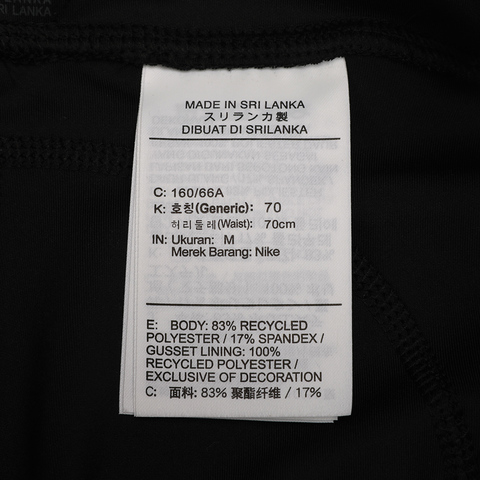 SRI LANKA
MADE IN SRI LANKA
スリランカ製
DIBUAT DI SRILANKA
C: 160/66A
K: 호칭(Generic): 70
허리둘레(Waist): 70cm
IN: Ukuran: M
Merek Barang: Nike
E: BODY: 83% RECYCLED
POLYESTER / 17% SPANDEX /
GUSSET LINING: 100%
RECYCLED POLYESTER /
EXCLUSIVE OF DECORATION
C: 面料: 83% 聚酯纤维 / 17%